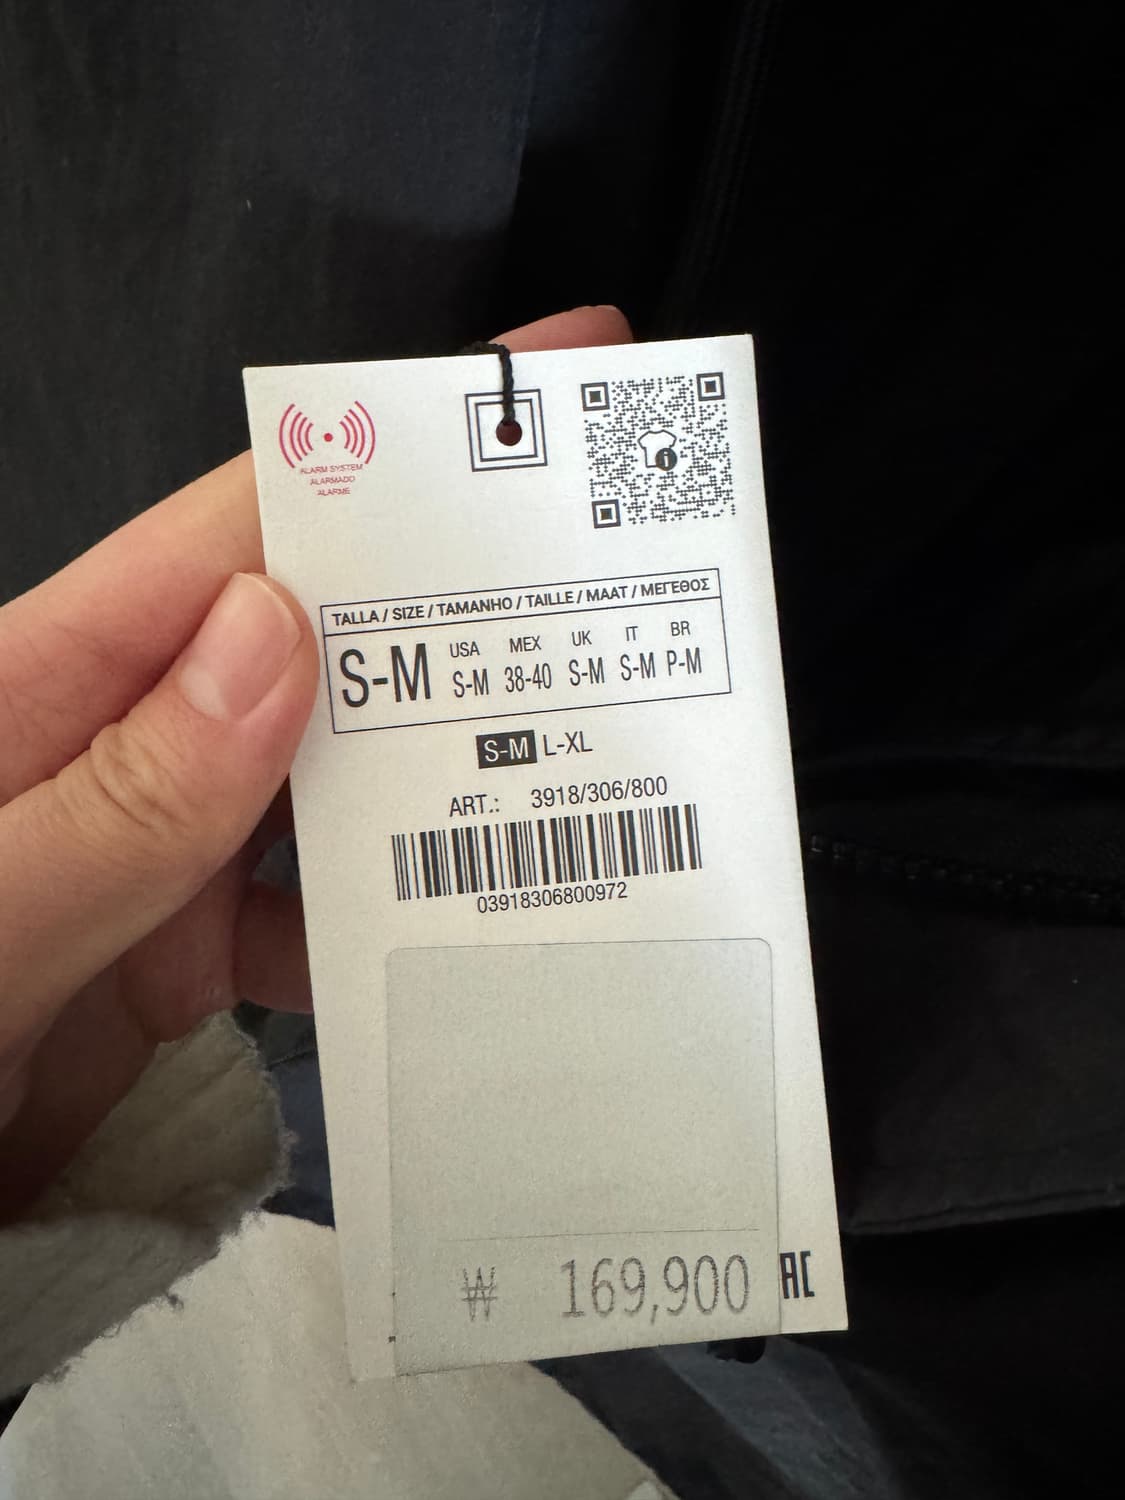 ALARM SYSTEM
ALARMADO
ALARME
i
TALLA / SIZE / TAMANHO / TAILLE / MAAT / ΜΕΓΕΘΟΣ
S-M
USA MEX UK IT BR
S-M 38-40 S-M S-M P-M
S-M L-XL
ART.: 3918/306/800
03918306800972
₩ 169,900
EAC